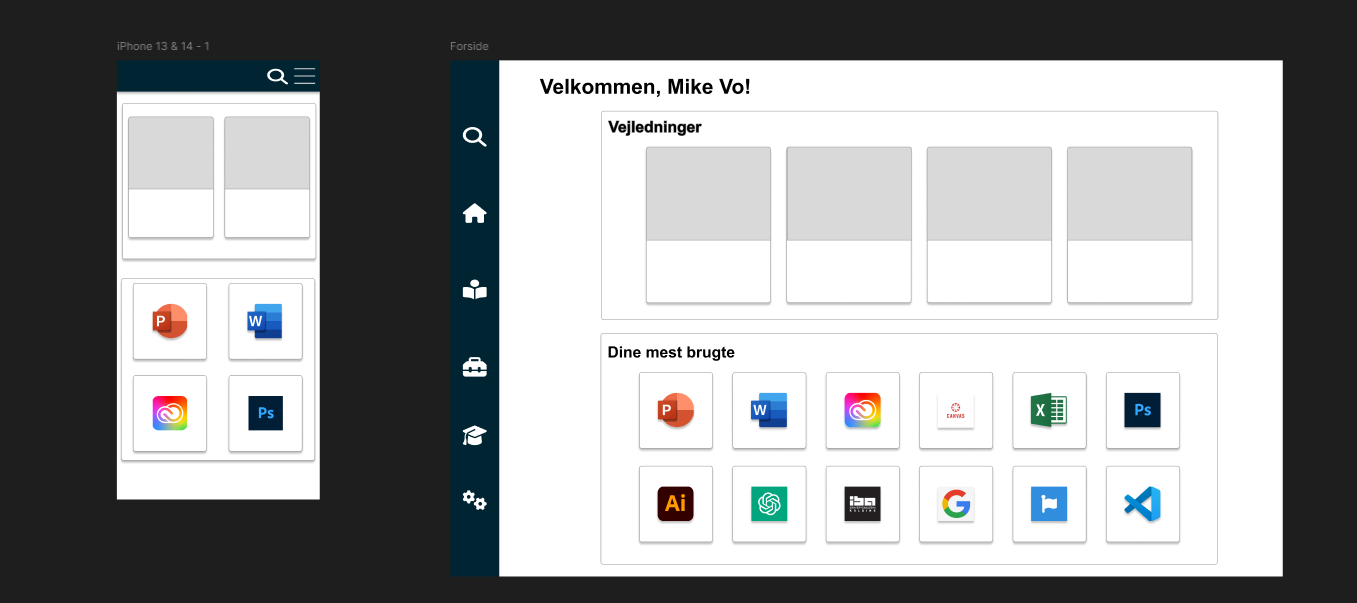 iPhone 13 & 14 - 1
Forside
Velkommen, Mike Vo!
Vejledninger
P
W
Ps
Dine mest brugte
P
W
CANVAS
X
Ps
Ai
iba
G